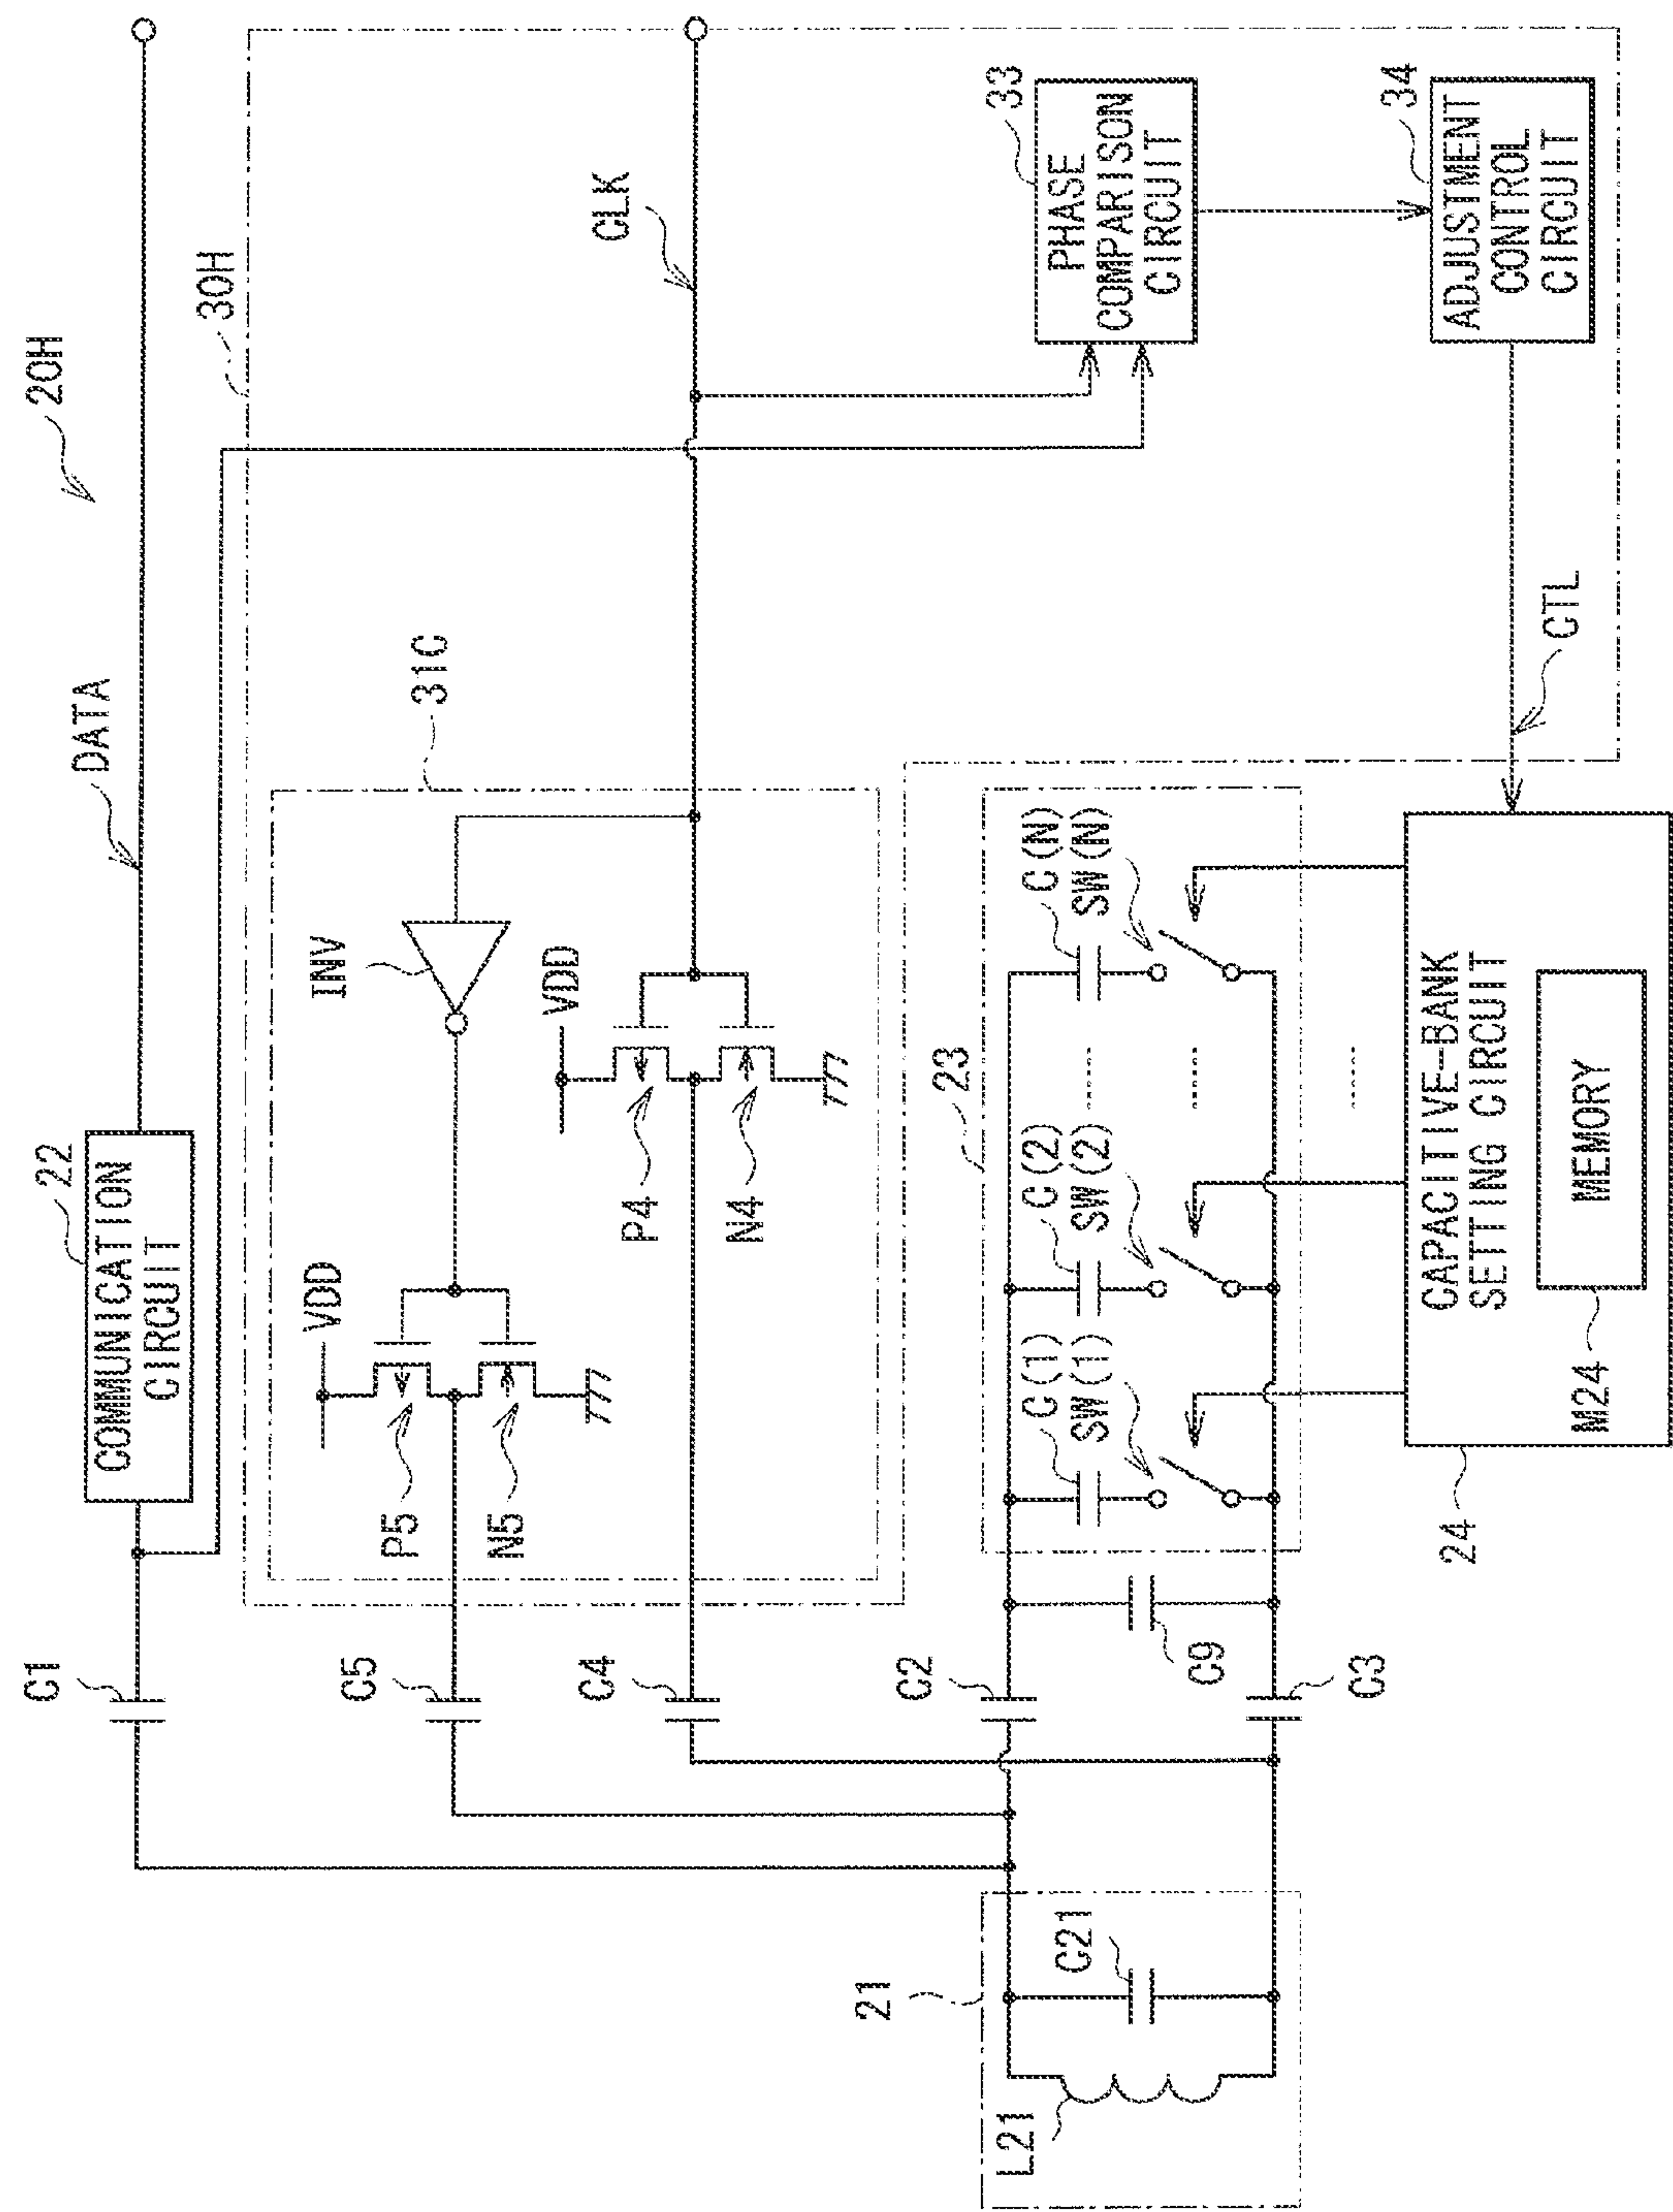 20H
DATA
22
COMMUNICATION
CIRCUIT
C1
30H
31C
CLK
INV
VDD
VDD
P5
N5
P4
N4
C5
C4
33
PHASE
COMPARISON
CIRCUIT
34
ADJUSTMENT
CONTROL
CIRCUIT
CTL
23
C(1)
SW(1)
C(2)
SW(2)
C(N)
SW(N)
C2
C9
C3
21
L21
C21
24
CAPACITIVE-BANK
SETTING CIRCUIT
MEMORY
M24